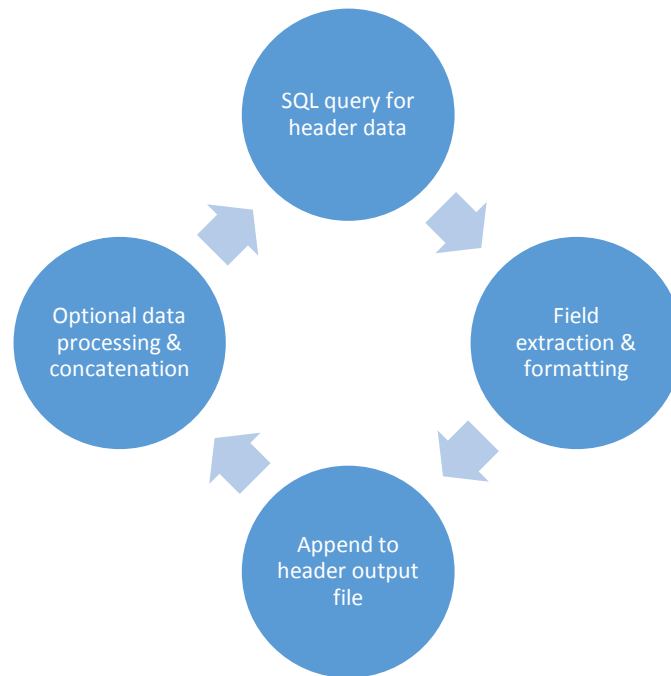 SQL query for
header data
Field
extraction &
formatting
Append to
header output
file
Optional data
processing &
concatenation